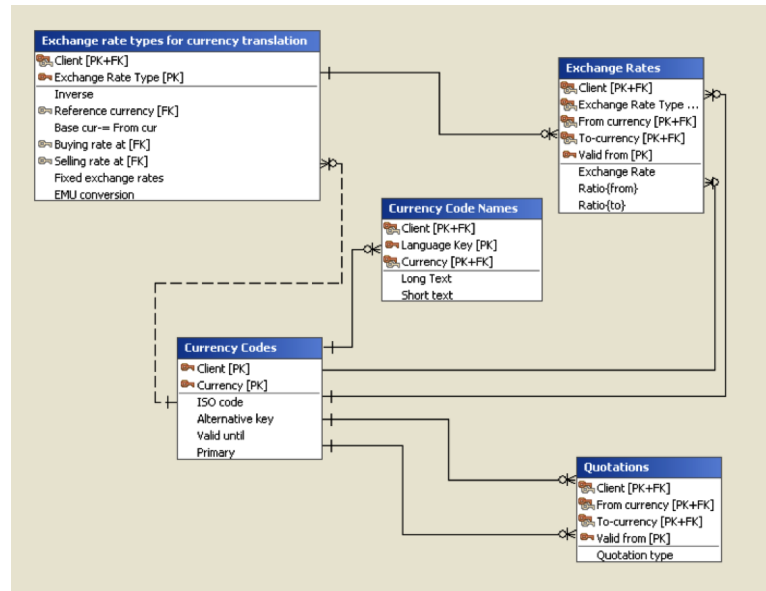 Exchange rate types for currency translation
Client [PK+FK]
Exchange Rate Type [PK]
Inverse
Reference currency [FK]
Base cur-= From cur
Buying rate at [FK]
Selling rate at [FK]
Fixed exchange rates
EMU conversion
Exchange Rates
Client [PK+FK]
Exchange Rate Type ...
From currency [PK+FK]
To-currency [PK+FK]
Valid from [PK]
Exchange Rate
Ratio{from}
Ratio{to}
Currency Code Names
Client [PK+FK]
Language Key [PK]
Currency [PK+FK]
Long Text
Short text
Currency Codes
Client [PK]
Currency [PK]
ISO code
Alternative key
Valid until
Primary
Quotations
Client [PK+FK]
From currency [PK+FK]
To-currency [PK+FK]
Valid from [PK]
Quotation type